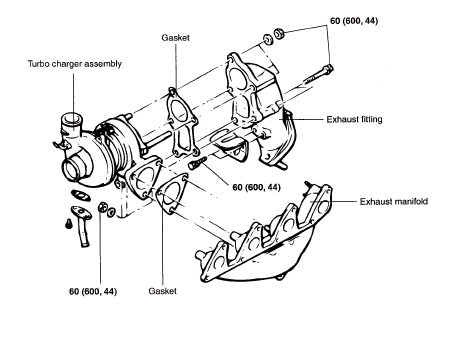 60 (600, 44)
Gasket
Turbo charger assembly
Exhaust fitting
60 (600, 44)
Exhaust manifold
60 (600, 44)
Gasket